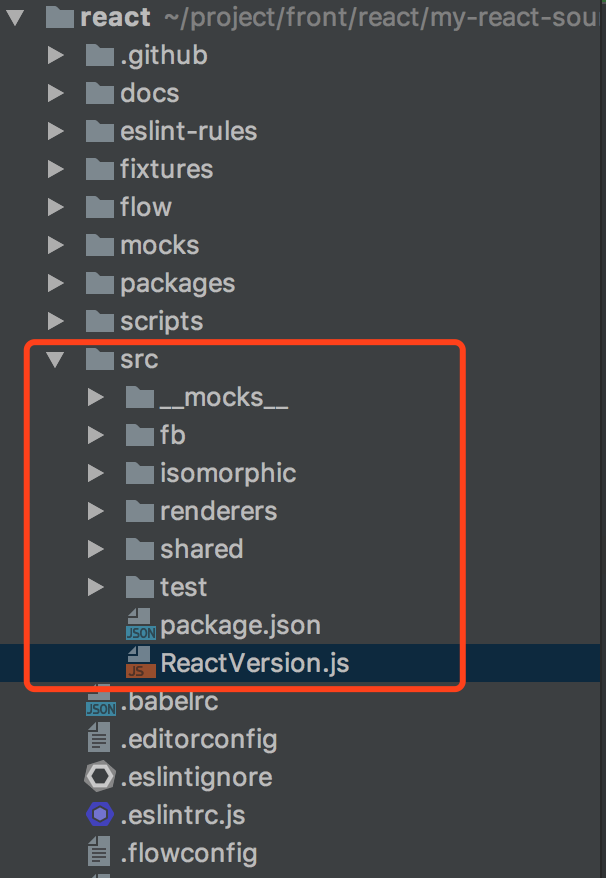 react ~/project/front/react/my-react-sou
.github
docs
eslint-rules
fixtures
flow
mocks
packages
scripts
src
__mocks__
fb
isomorphic
renderers
shared
test
JSON package.json
JS ReactVersion.js
JSON .babelrc
.editorconfig
.eslintignore
.eslintrc.js
.flowconfig